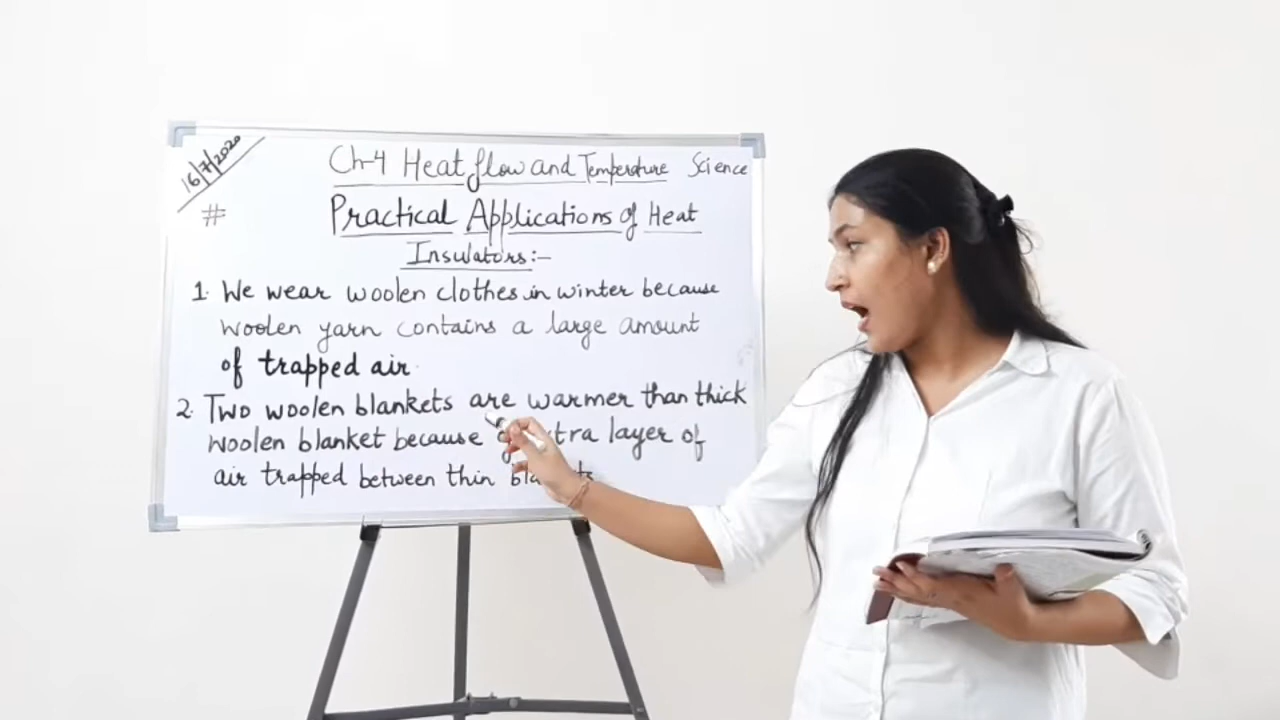 16/7/2020
Ch-4 Heat flow and Temperature Science
# Practical Applications of Heat
Insulators:-
1. We wear woolen clothes in winter because
woolen yarn contains a large amount
of trapped air.
2. Two woolen blankets are warmer than thick
woolen blanket because layer of
air trapped between thin